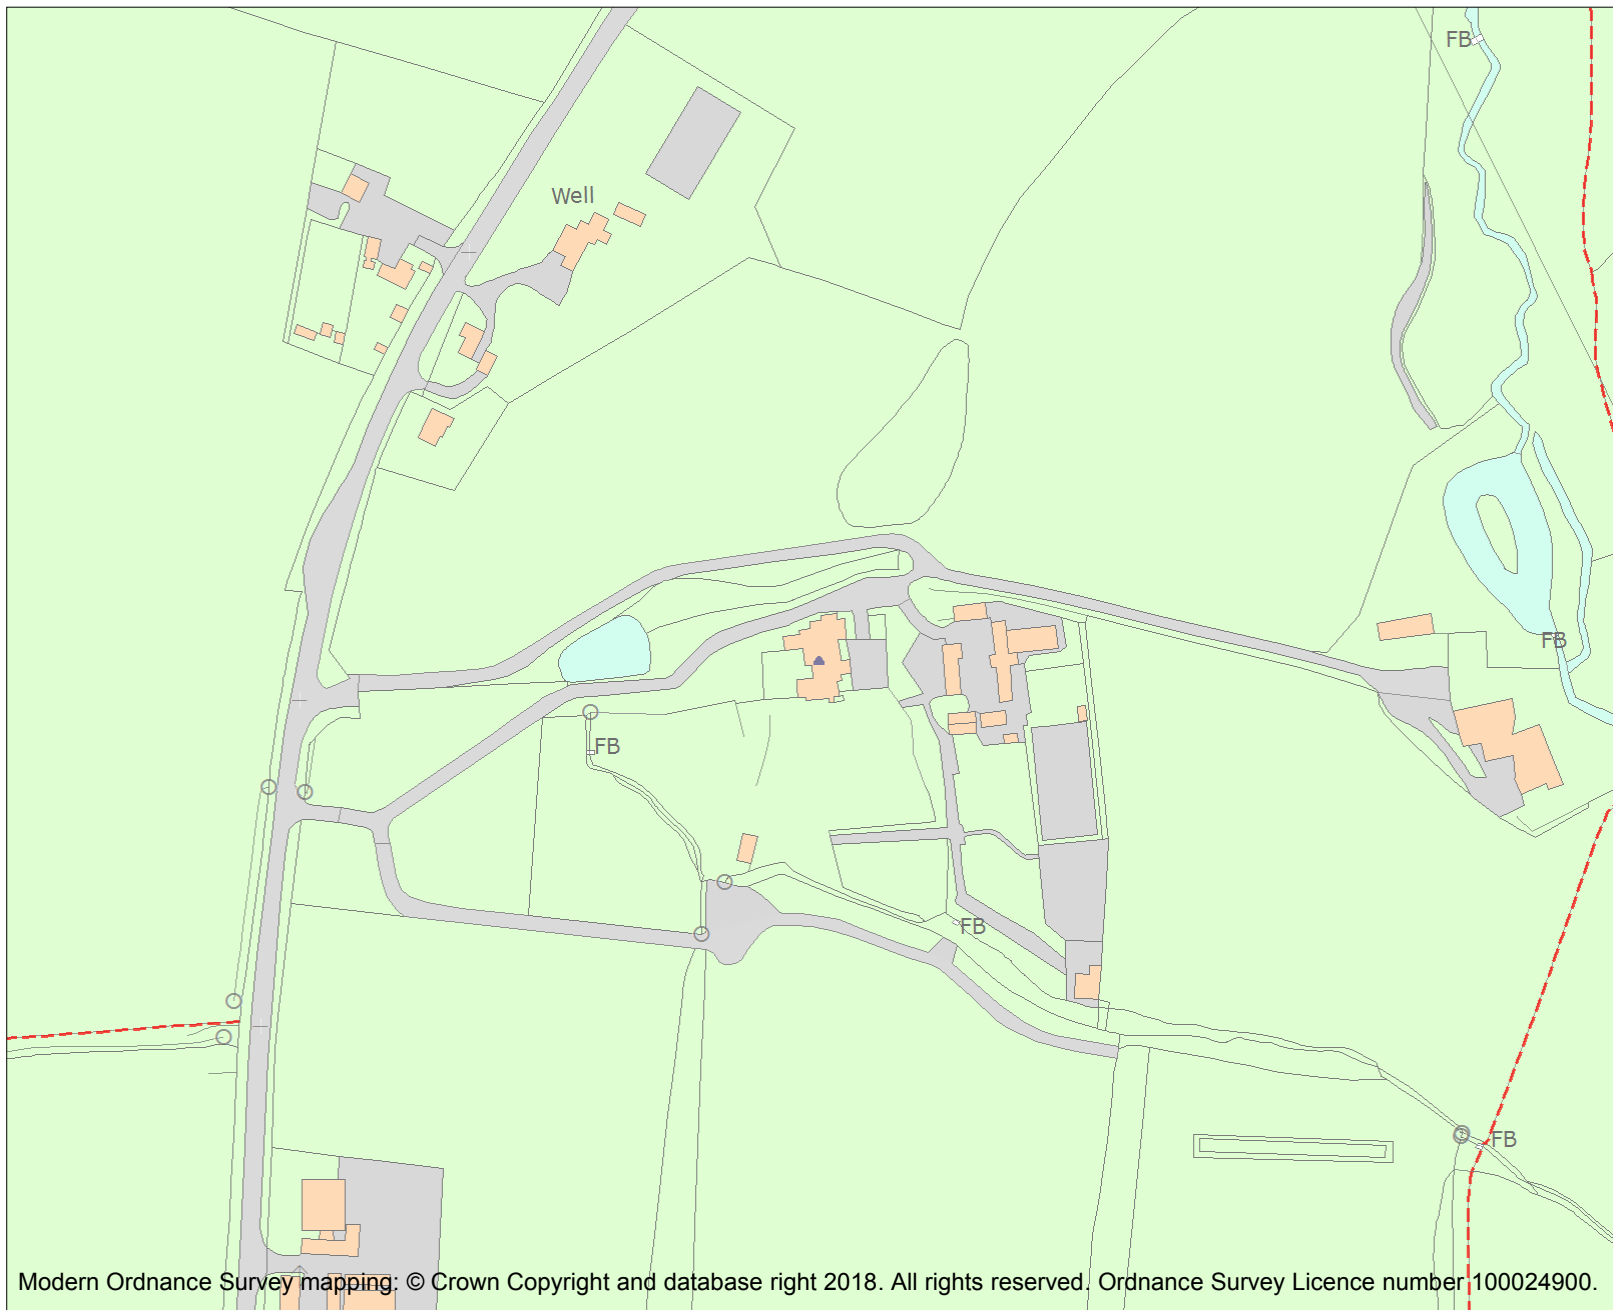 FB
Well
FB
FB
FB
FB
Modern Ordnance Survey mapping: © Crown Copyright and database right 2018. All rights reserved. Ordnance Survey Licence number 100024900.